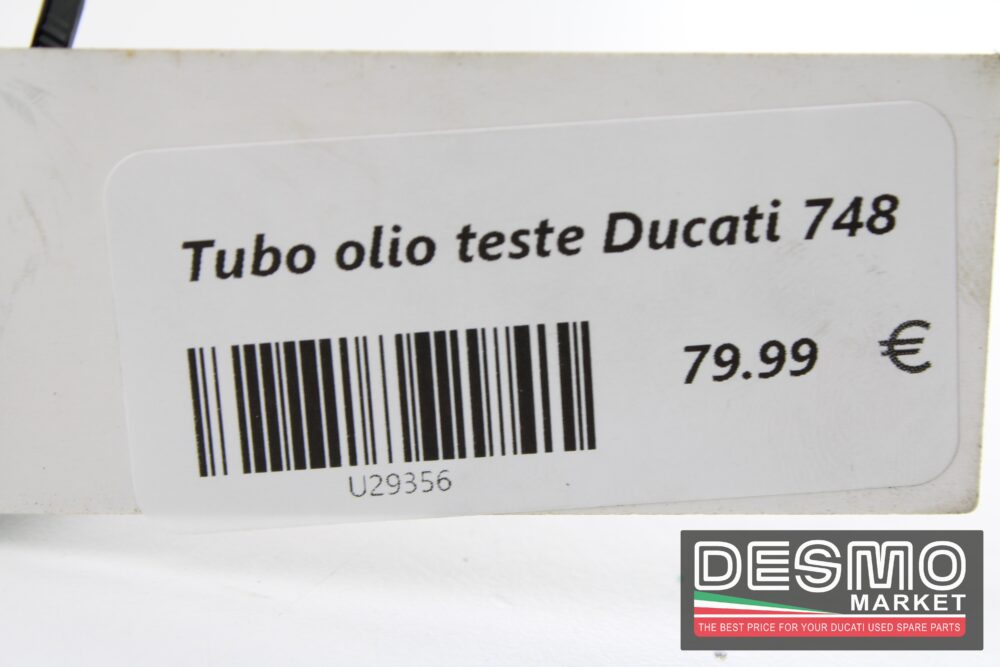 Tubo olio teste Ducati 748
79.99 €
U29356
DESMO
MARKET
THE BEST PRICE FOR YOUR DUCATI USED SPARE PARTS